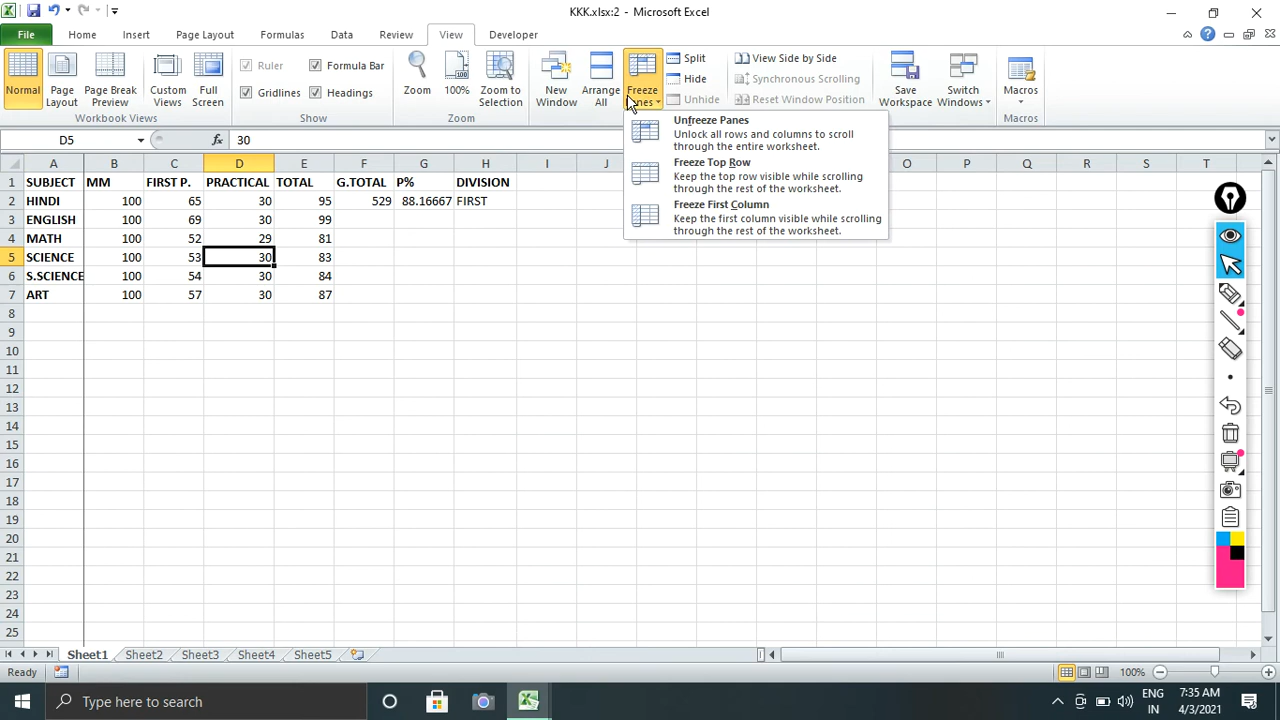 KKK.xlsx:2 - Microsoft Excel
File Home Insert Page Layout Formulas Data Review View Developer
Normal
Page Layout
Page Break Preview
Custom Views
Full Screen
Workbook Views
Ruler
Formula Bar
Gridlines
Headings
Show
Zoom
100%
Zoom to Selection
Zoom
New Window
Arrange All
Freeze Panes
Split
Hide
Unhide
View Side by Side
Synchronous Scrolling
Reset Window Position
Save Workspace
Switch Windows
Macros
Macros
Unfreeze Panes
Unlock all rows and columns to scroll
through the entire worksheet.
Freeze Top Row
Keep the top row visible while scrolling
through the rest of the worksheet.
Freeze First Column
Keep the first column visible while scrolling
through the rest of the worksheet.
D5 fx 30
A B C D E F G H I J O P Q R S T
1 SUBJECT MM FIRST P. PRACTICAL TOTAL G.TOTAL P% DIVISION
2 HINDI 100 65 30 95 529 88.16667 FIRST
3 ENGLISH 100 69 30 99
4 MATH 100 52 29 81
5 SCIENCE 100 53 30 83
6 S.SCIENCE 100 54 30 84
7 ART 100 57 30 87
8
9
10
11
12
13
14
15
16
17
18
19
20
21
22
23
24
25
Sheet1 Sheet2 Sheet3 Sheet4 Sheet5
Ready 100%
Type here to search
ENG
IN
7:35 AM
4/3/2021